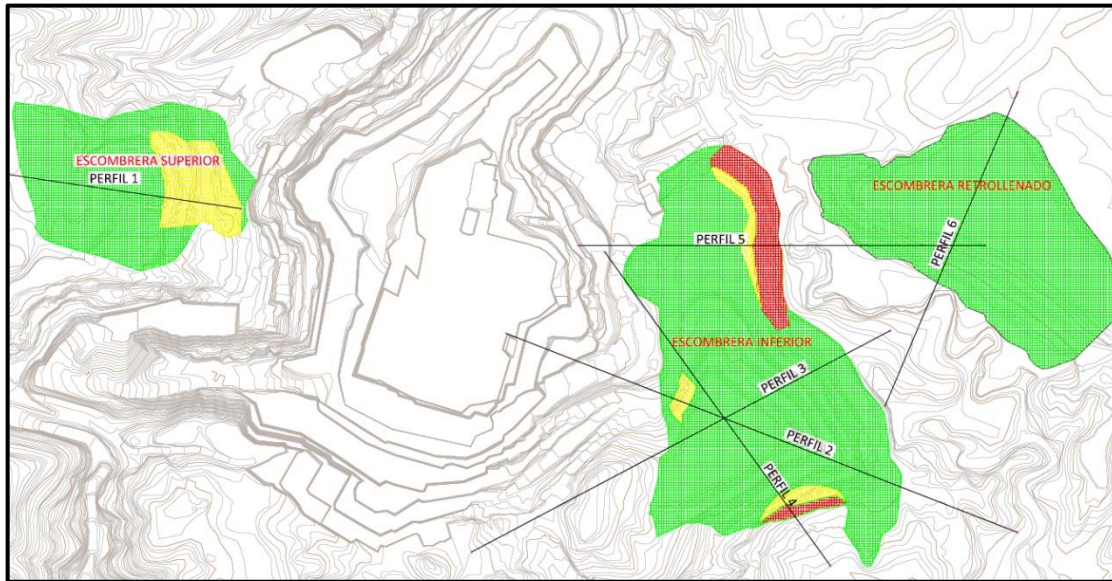 ESCOMBRERA SUPERIOR
PERFIL 1
ESCOMBRERA RETROLLENADO
PERFIL 5
PERFIL 6
ESCOMBRERA INFERIOR
PERFIL 3
PERFIL 2
PERFIL 4